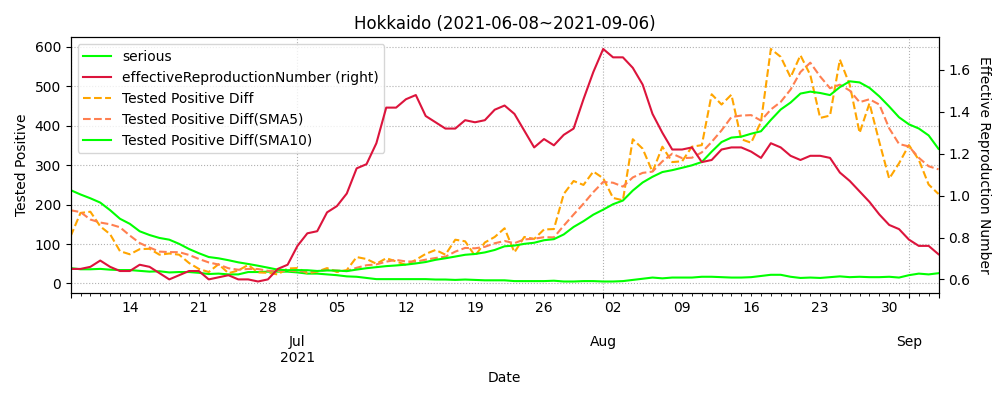 Hokkaido (2021-06-08~2021-09-06)
serious
effectiveReproductionNumber (right)
Tested Positive Diff
Tested Positive Diff(SMA5)
Tested Positive Diff(SMA10)
Tested Positive
600
500
400
300
200
100
0
1.6
1.4
1.2
1.0
0.8
0.6
Effective Reproduction Number
14 21 28 05 12 19 26 02 09 16 23 30
Jul Aug Sep
2021
Date